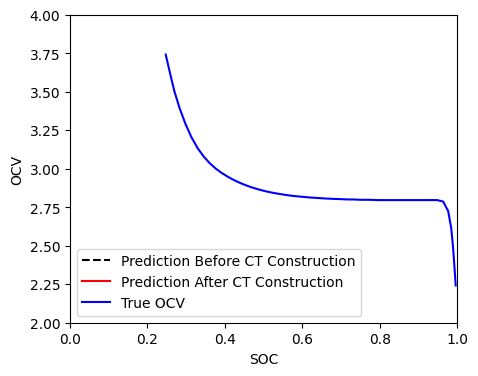 4.00
3.75
3.50
3.25
3.00
2.75
2.50
2.25
2.00
OCV
Prediction Before CT Construction
Prediction After CT Construction
True OCV
0.0 0.2 0.4 0.6 0.8 1.0
SOC